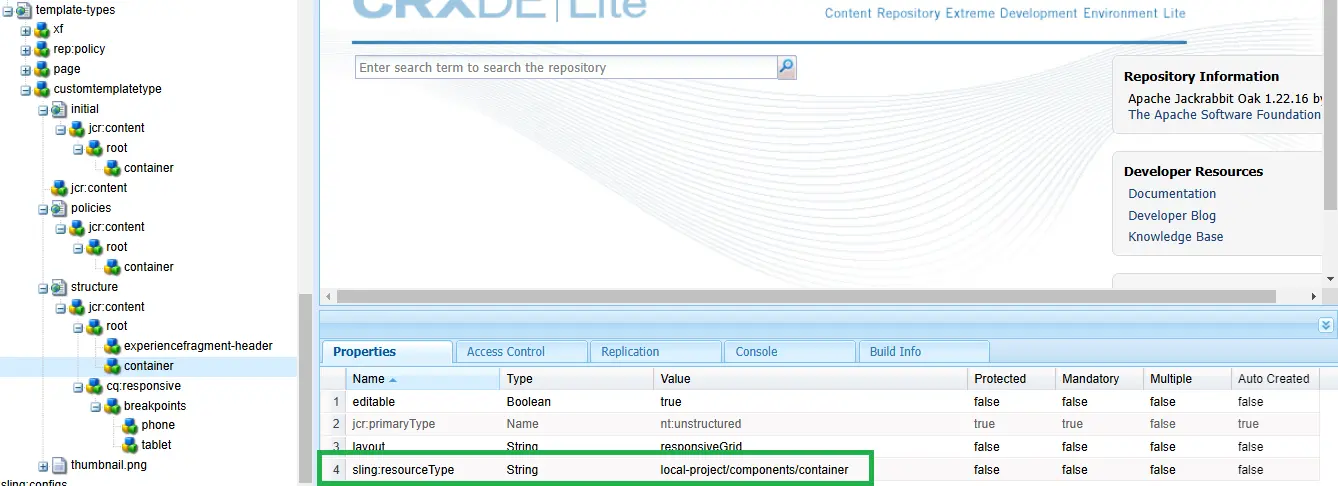 template-types
xf
rep:policy
page
customtemplatetype
initial
jcr:content
root
container
jcr:content
policies
jcr:content
root
container
structure
jcr:content
root
experiencefragment-header
container
cq:responsive
breakpoints
phone
tablet
thumbnail.png
sling:configs
CRXDE | Lite
Content Repository Extreme Development Environment Lite
Enter search term to search the repository
Repository Information
Apache Jackrabbit Oak 1.22.16 by
The Apache Software Foundation
Developer Resources
Documentation
Developer Blog
Knowledge Base
Properties Access Control Replication Console Build Info
Name Type Value Protected Mandatory Multiple Auto Created
1 editable Boolean true false false false false
2 jcr:primaryType Name nt:unstructured true true false true
3 layout String responsiveGrid false false false false
4 sling:resourceType String local-project/components/container false false false false